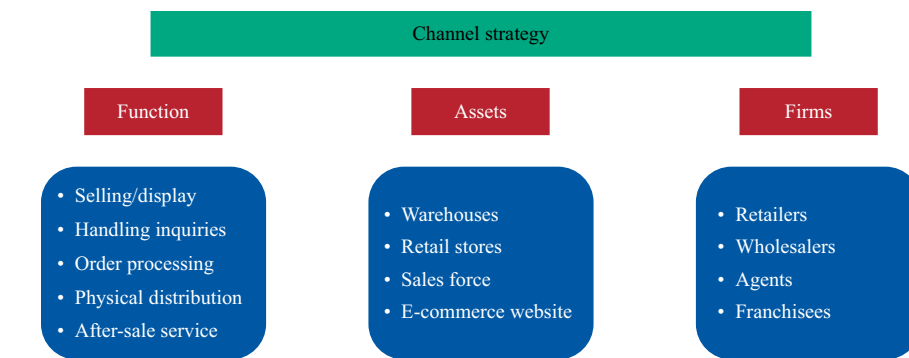 Channel strategy
Function
Assets
Firms
• Selling/display
• Handling inquiries
• Order processing
• Physical distribution
• After-sale service
• Warehouses
• Retail stores
• Sales force
• E-commerce website
• Retailers
• Wholesalers
• Agents
• Franchisees